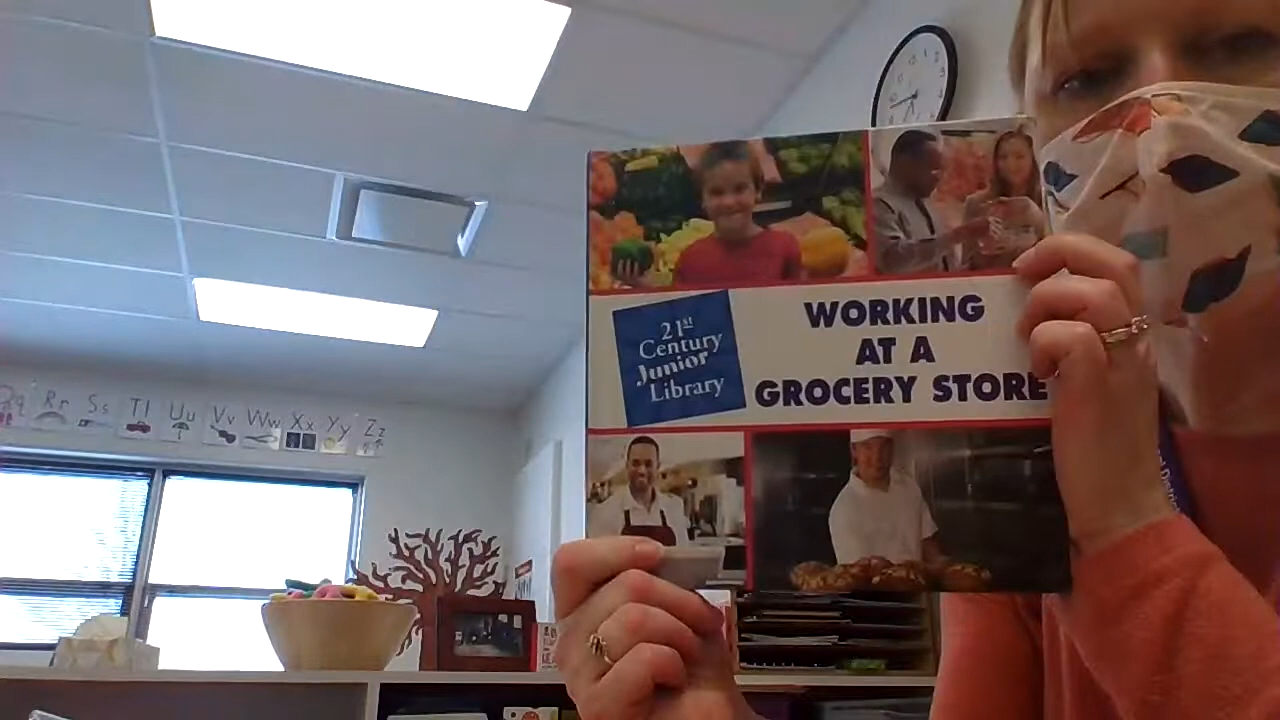 21st
Century
Junior
Library
WORKING
AT A
GROCERY STORE
Rr Ss Tt Uu Vv Ww Xx Yy Zz